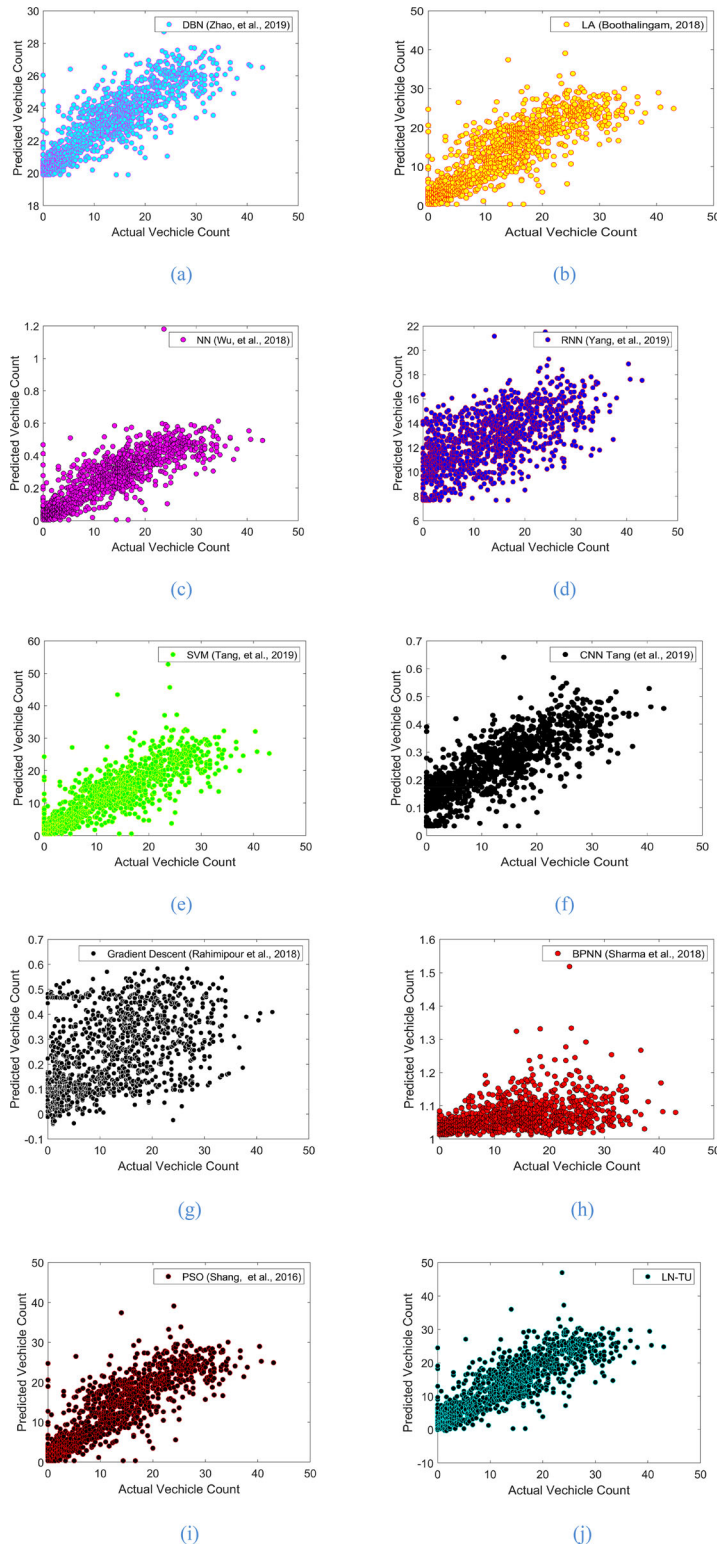 30
28
26
24
22
20
18
Predicted Vechicle Count
DBN (Zhao, et al., 2019)
0 10 20 30 40 50
Actual Vechicle Count
(a)
50
40
30
20
10
0
Predicted Vechicle Count
LA (Boothalingam, 2018)
0 10 20 30 40 50
Actual Vechicle Count
(b)
1.2
1
0.8
0.6
0.4
0.2
0
Predicted Vechicle Count
NN (Wu, et al., 2018)
0 10 20 30 40 50
Actual Vechicle Count
(c)
22
20
18
16
14
12
10
8
6
Predicted Vechicle Count
RNN (Yang, et al., 2019)
0 10 20 30 40 50
Actual Vechicle Count
(d)
60
50
40
30
20
10
0
Predicted Vechicle Count
SVM (Tang, et al., 2019)
0 10 20 30 40 50
Actual Vechicle Count
(e)
0.7
0.6
0.5
0.4
0.3
0.2
0.1
0
Predicted Vechicle Count
CNN Tang (et al., 2019)
0 10 20 30 40 50
Actual Vechicle Count
(f)
0.7
0.6
0.5
0.4
0.3
0.2
0.1
0
-0.1
Predicted Vechicle Count
Gradient Descent (Rahimipour et al., 2018)
0 10 20 30 40 50
Actual Vechicle Count
(g)
1.6
1.5
1.4
1.3
1.2
1.1
1
Predicted Vechicle Count
BPNN (Sharma et al., 2018)
0 10 20 30 40 50
Actual Vechicle Count
(h)
50
40
30
20
10
0
Predicted Vechicle Count
PSO (Shang, et al., 2016)
0 10 20 30 40 50
Actual Vechicle Count
(i)
50
40
30
20
10
0
-10
Predicted Vechicle Count
LN-TU
0 10 20 30 40 50
Actual Vechicle Count
(j)